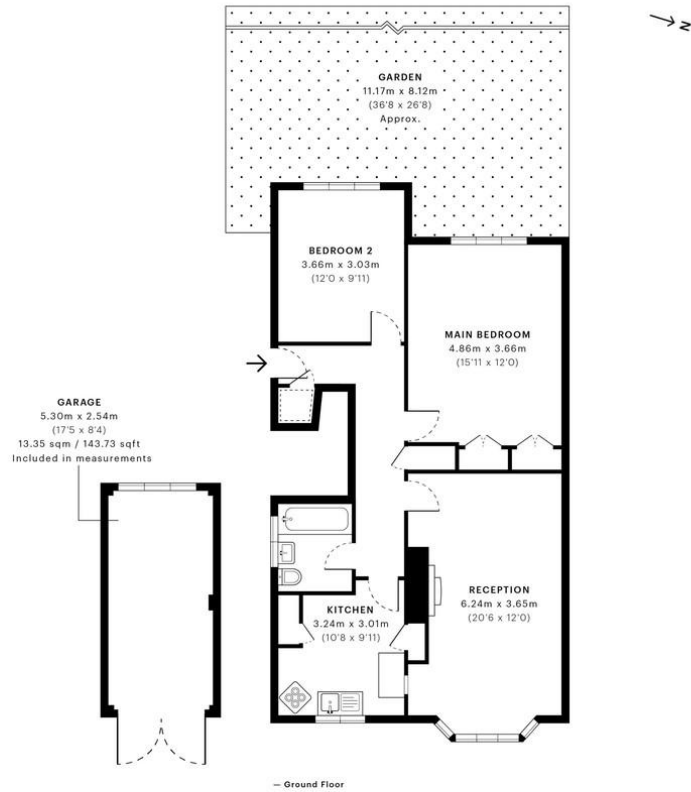 N
GARDEN
11.17m x 8.12m
(36'8 x 26'8)
Approx.
BEDROOM 2
3.66m x 3.03m
(12'0 x 9'11)
MAIN BEDROOM
4.86m x 3.66m
(15'11 x 12'0)
GARAGE
5.30m x 2.54m
(17'5 x 8'4)
13.35 sqm / 143.73 sqft
Included in measurements
RECEPTION
6.24m x 3.65m
(20'6 x 12'0)
KITCHEN
3.24m x 3.01m
(10'8 x 9'11)
— Ground Floor